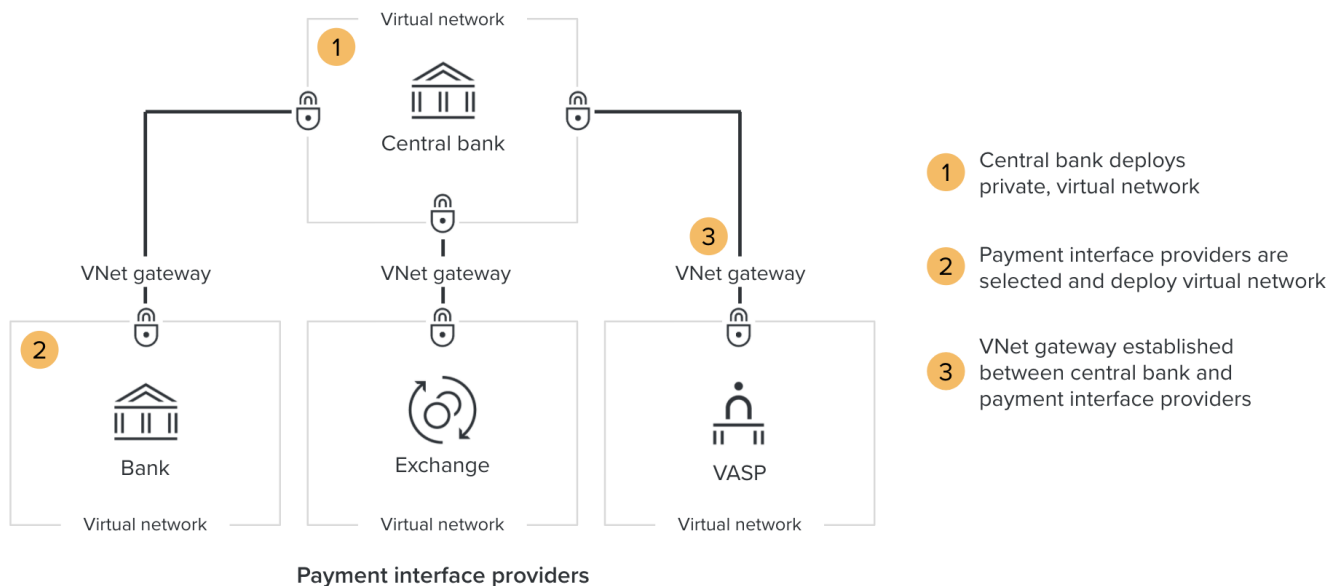 Virtual network
1
Central bank
3
VNet gateway
VNet gateway
VNet gateway
2
Bank
Exchange
VASP
Virtual network
Virtual network
Virtual network
Payment interface providers
1
Central bank deploys
private, virtual network
2
Payment interface providers are
selected and deploy virtual network
3
VNet gateway established
between central bank and
payment interface providers